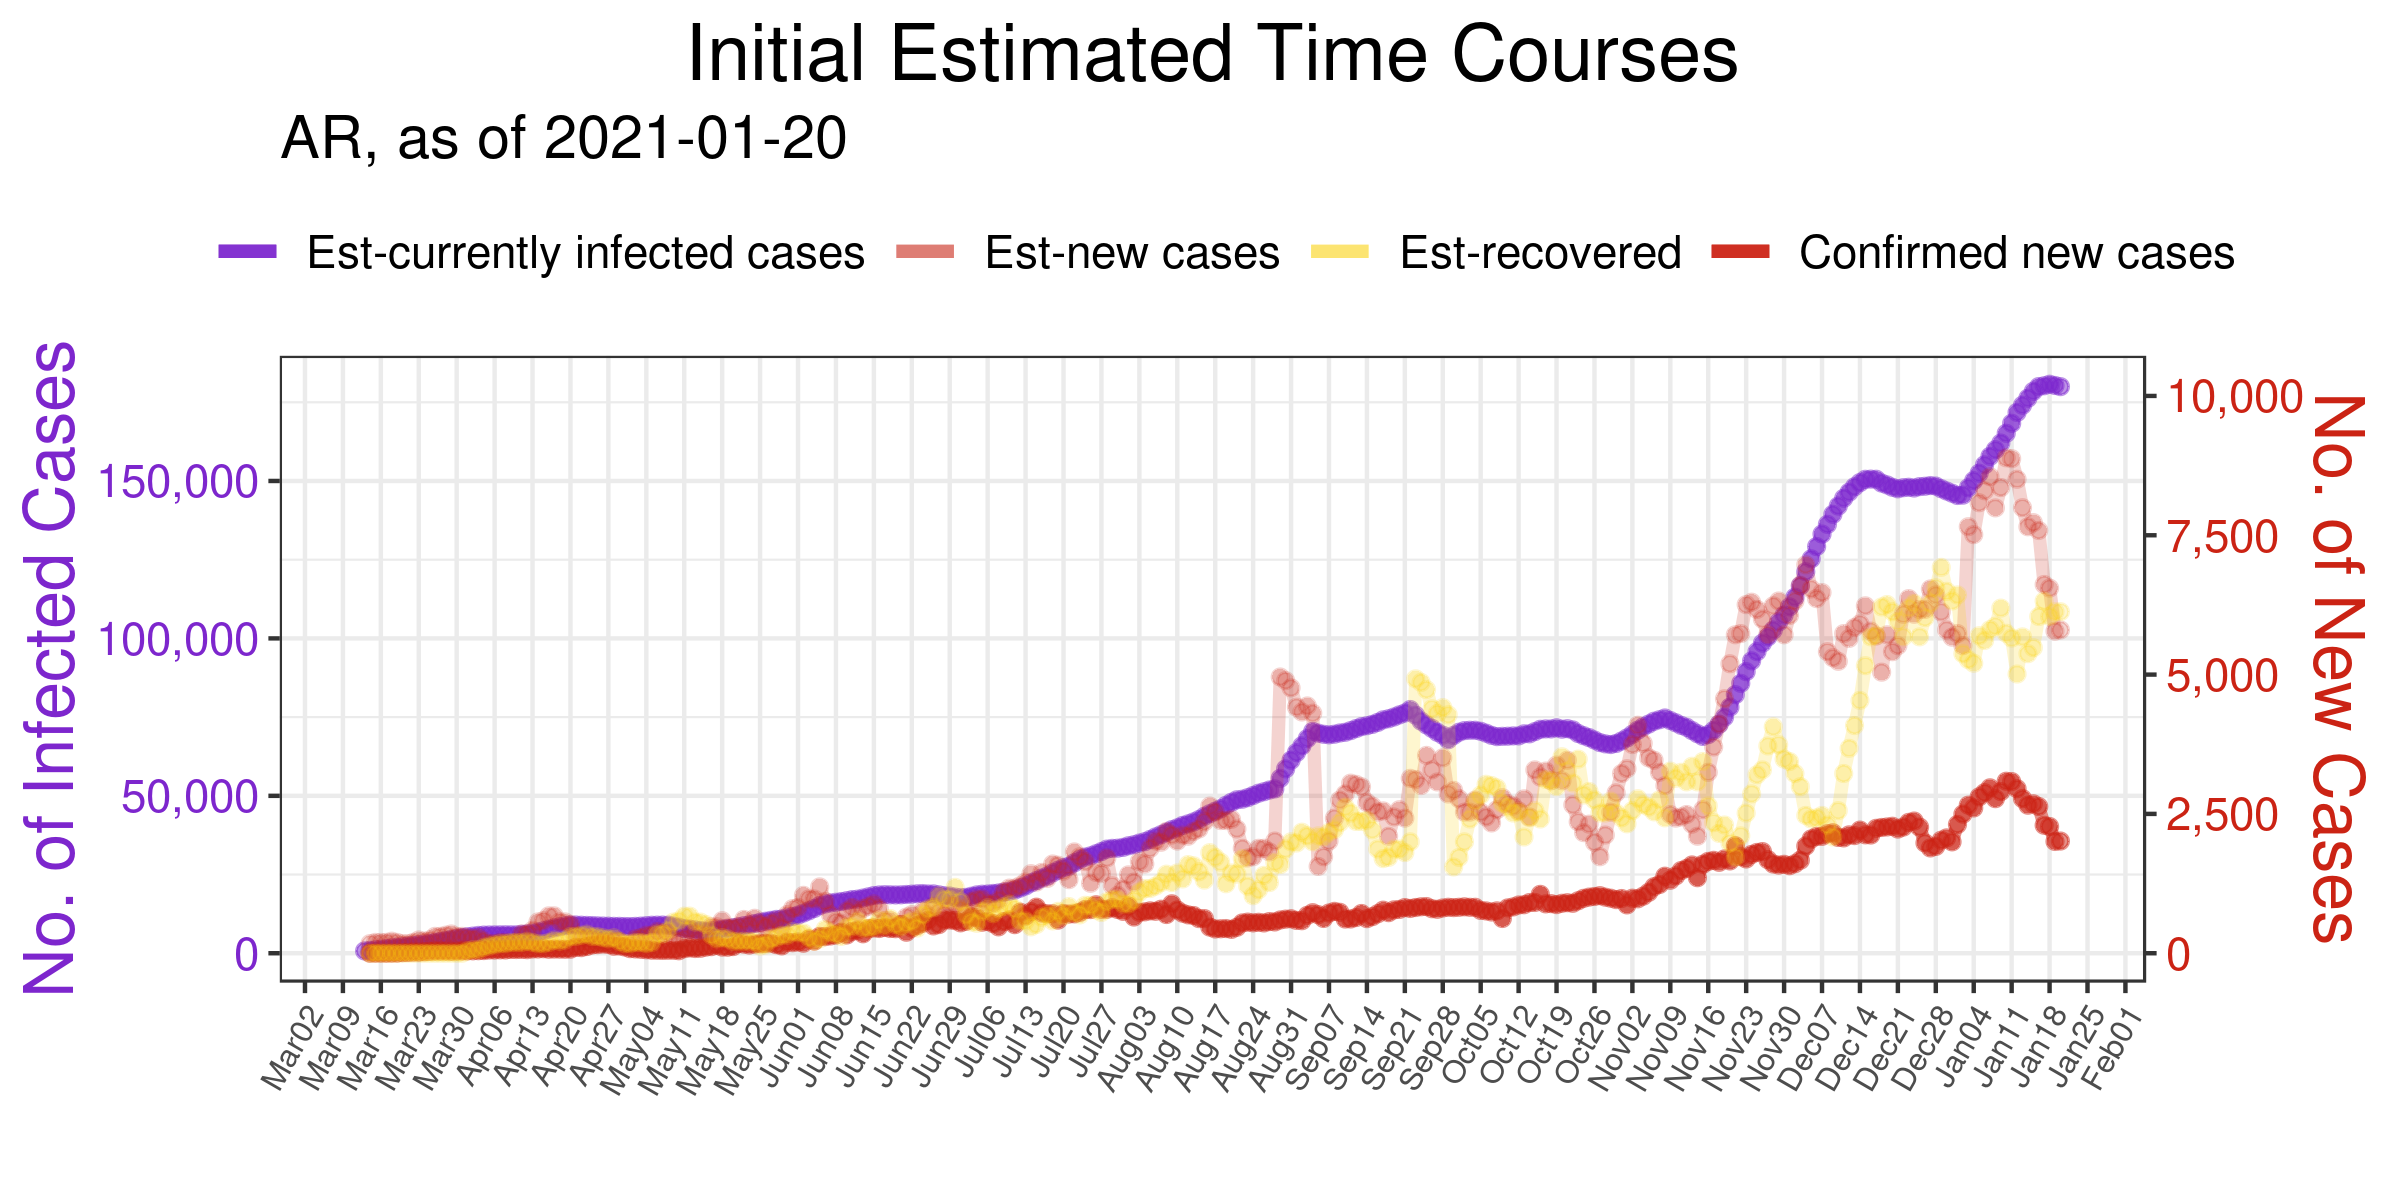 Initial Estimated Time Courses
AR, as of 2021-01-20
Est-currently infected cases
Est-new cases
Est-recovered
Confirmed new cases
No. of Infected Cases
150,000
100,000
50,000
0
10,000
7,500
5,000
2,500
0
No. of New Cases
Mar02
Mar09
Mar16
Mar23
Mar30
Apr06
Apr13
Apr20
Apr27
May04
May11
May18
May25
Jun01
Jun08
Jun15
Jun22
Jun29
Jul06
Jul13
Jul20
Jul27
Aug03
Aug10
Aug17
Aug24
Aug31
Sep07
Sep14
Sep21
Sep28
Oct05
Oct12
Oct19
Oct26
Nov02
Nov09
Nov16
Nov23
Nov30
Dec07
Dec14
Dec21
Dec28
Jan04
Jan11
Jan18
Jan25
Feb01